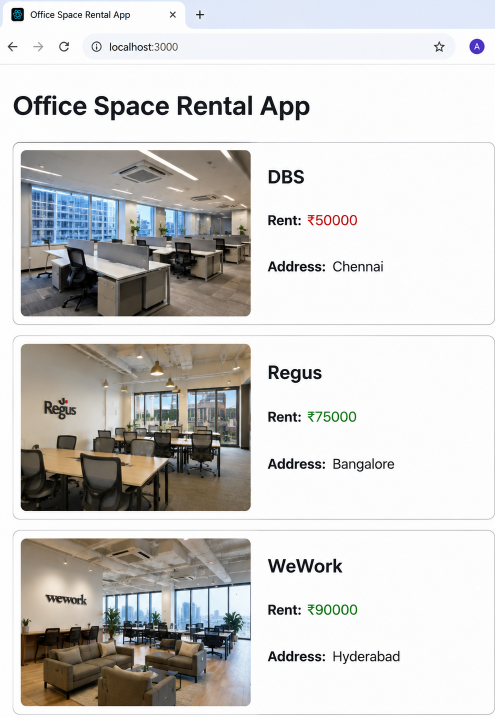 Office Space Rental App
localhost:3000
A
Office Space Rental App
DBS
Rent: ₹50000
Address: Chennai
Regus
Regus
Rent: ₹75000
Address: Bangalore
wework
WeWork
Rent: ₹90000
Address: Hyderabad